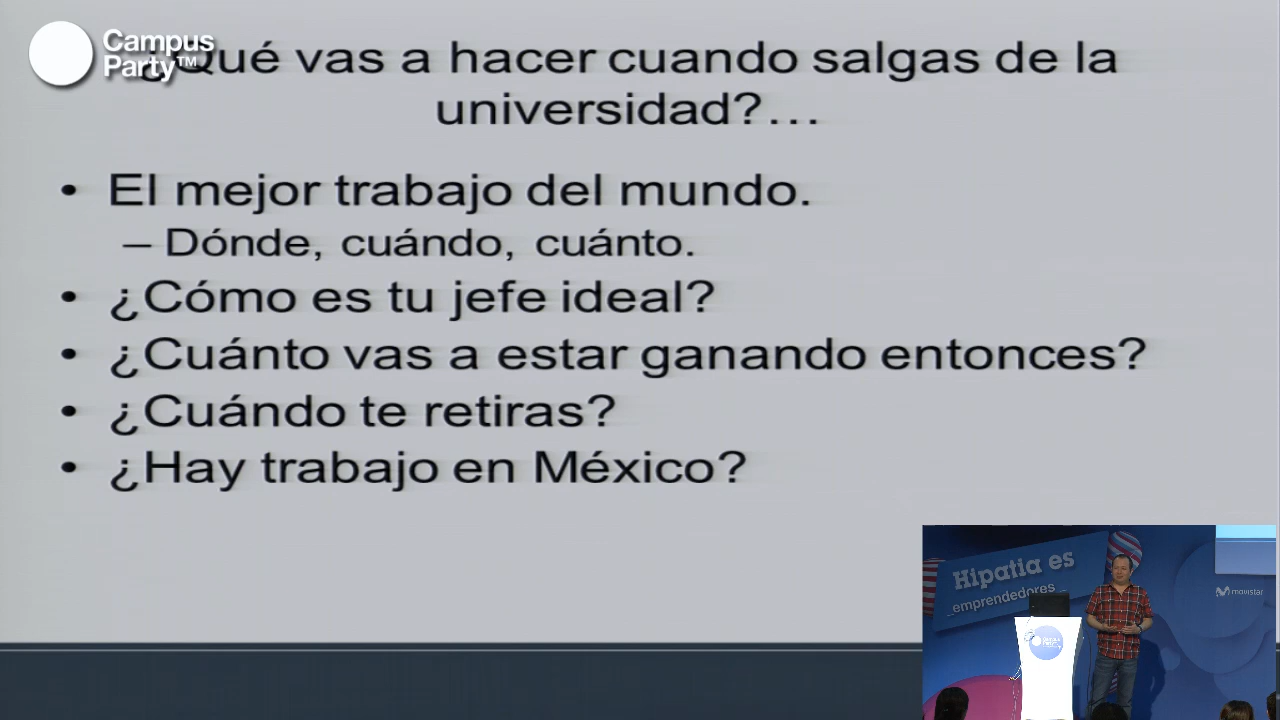 Campus
Party™
¿Qué vas a hacer cuando salgas de la
universidad?...
• El mejor trabajo del mundo.
– Dónde, cuándo, cuánto.
• ¿Cómo es tu jefe ideal?
• ¿Cuánto vas a estar ganando entonces?
• ¿Cuándo te retiras?
• ¿Hay trabajo en México?
Hipatia es
_emprendedores_
movistar